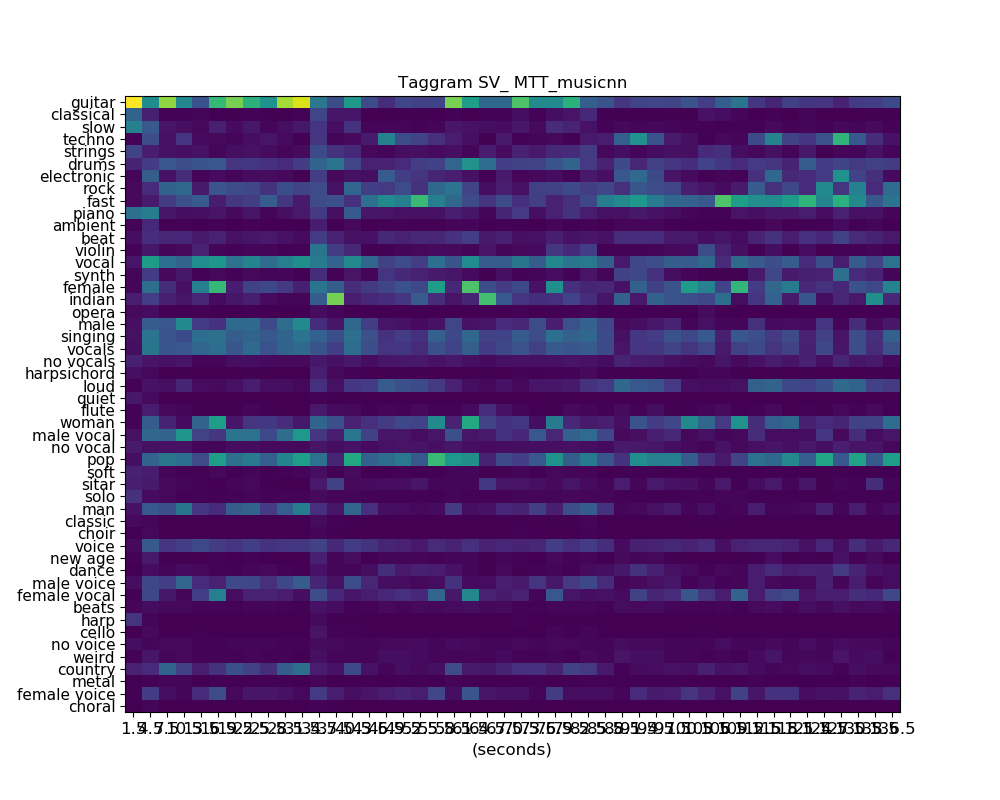 Taggram SV_ MTT_musicnn
guitar
classical
slow
techno
strings
drums
electronic
rock
fast
piano
ambient
beat
violin
vocal
synth
female
indian
opera
male
singing
vocals
no vocals
harpsichord
loud
quiet
flute
woman
male vocal
no vocal
pop
soft
sitar
solo
man
classic
choir
voice
new age
dance
male voice
female vocal
beats
harp
cello
no voice
weird
country
metal
female voice
choral
(seconds)